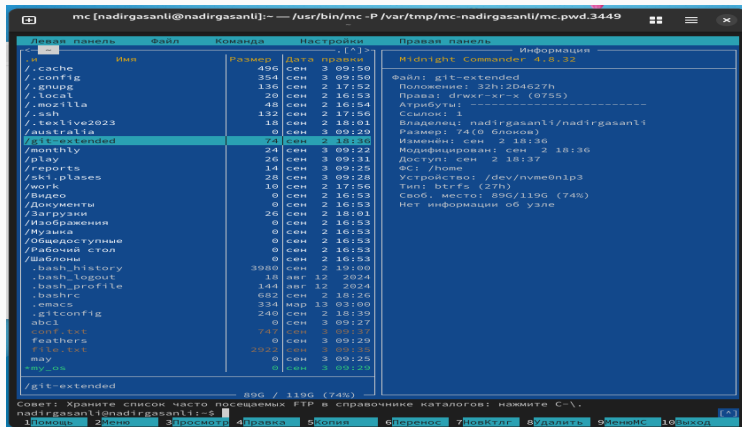 mc [nadirgasanli@nadirgasanli]:~ — /usr/bin/mc -P /var/tmp/mc-nadirgasanli/mc.pwd.3449
Левая панель Файл Команда Настройки Правая панель
<— ~ .[^]>
.и Имя Размер Дата правки
/.cache 496 сен 3 09:50
/.config 354 сен 3 09:50
/.gnupg 136 сен 2 17:52
/.local 20 сен 2 16:53
/.mozilla 48 сен 2 16:54
/.ssh 132 сен 2 17:56
/.texlive2023 18 сен 2 18:01
/australia 0 сен 3 09:29
/git-extended 74 сен 2 18:36
/monthly 24 сен 3 09:22
/play 26 сен 3 09:31
/reports 14 сен 3 09:25
/ski.plases 28 сен 3 09:28
/work 10 сен 2 17:56
/Видео 0 сен 2 16:53
/Документы 0 сен 2 16:53
/Загрузки 26 сен 2 18:01
/Изображения 0 сен 2 16:53
/Музыка 0 сен 2 16:53
/Общедоступные 0 сен 2 16:53
/Рабочий стол 0 сен 2 16:53
/Шаблоны 0 сен 2 16:53
.bash_history 3980 сен 2 19:00
.bash_logout 18 авг 12 2024
.bash_profile 144 авг 12 2024
.bashrc 682 сен 2 18:26
.emacs 334 мар 13 03:00
.gitconfig 240 сен 2 18:39
abc1 0 сен 3 09:27
conf.txt 747 сен 3 09:37
feathers 0 сен 3 09:29
file.txt 2922 сен 3 09:35
may 0 сен 3 09:25
*my_os 0 сен 3 09:29
/git-extended
89G / 119G (74%)
Информация
Midnight Commander 4.8.32
Файл: git-extended
Положение: 32h:2D4627h
Права: drwxr-xr-x (0755)
Атрибуты: ----------------------
Ссылок: 1
Владелец: nadirgasanli/nadirgasanli
Размер: 74(0 блоков)
Изменён: сен 2 18:36
Модифицирован: сен 2 18:36
Доступ: сен 2 18:37
ФС: /home
Устройство: /dev/nvme0n1p3
Тип: btrfs (27h)
Своб. место: 89G/119G (74%)
Нет информации об узле
Совет: Храните список часто посещаемых FTP в справочнике каталогов: нажмите C-\.
nadirgasanli@nadirgasanli:~$ [^]
1Помощь 2Меню 3Просмотр 4Правка 5Копия 6Перенос 7НовКтлг 8Удалить 9МенюMC 10Выход